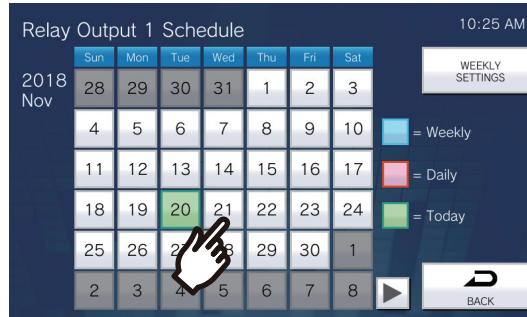 Relay Output 1 Schedule
10:25 AM
Sun Mon Tue Wed Thu Fri Sat
WEEKLY
SETTINGS
2018
Nov
28 29 30 31 1 2 3
4 5 6 7 8 9 10
= Weekly
11 12 13 14 15 16 17
= Daily
18 19 20 21 22 23 24
= Today
25 26 27 28 29 30 1
2 3 4 5 6 7 8
BACK